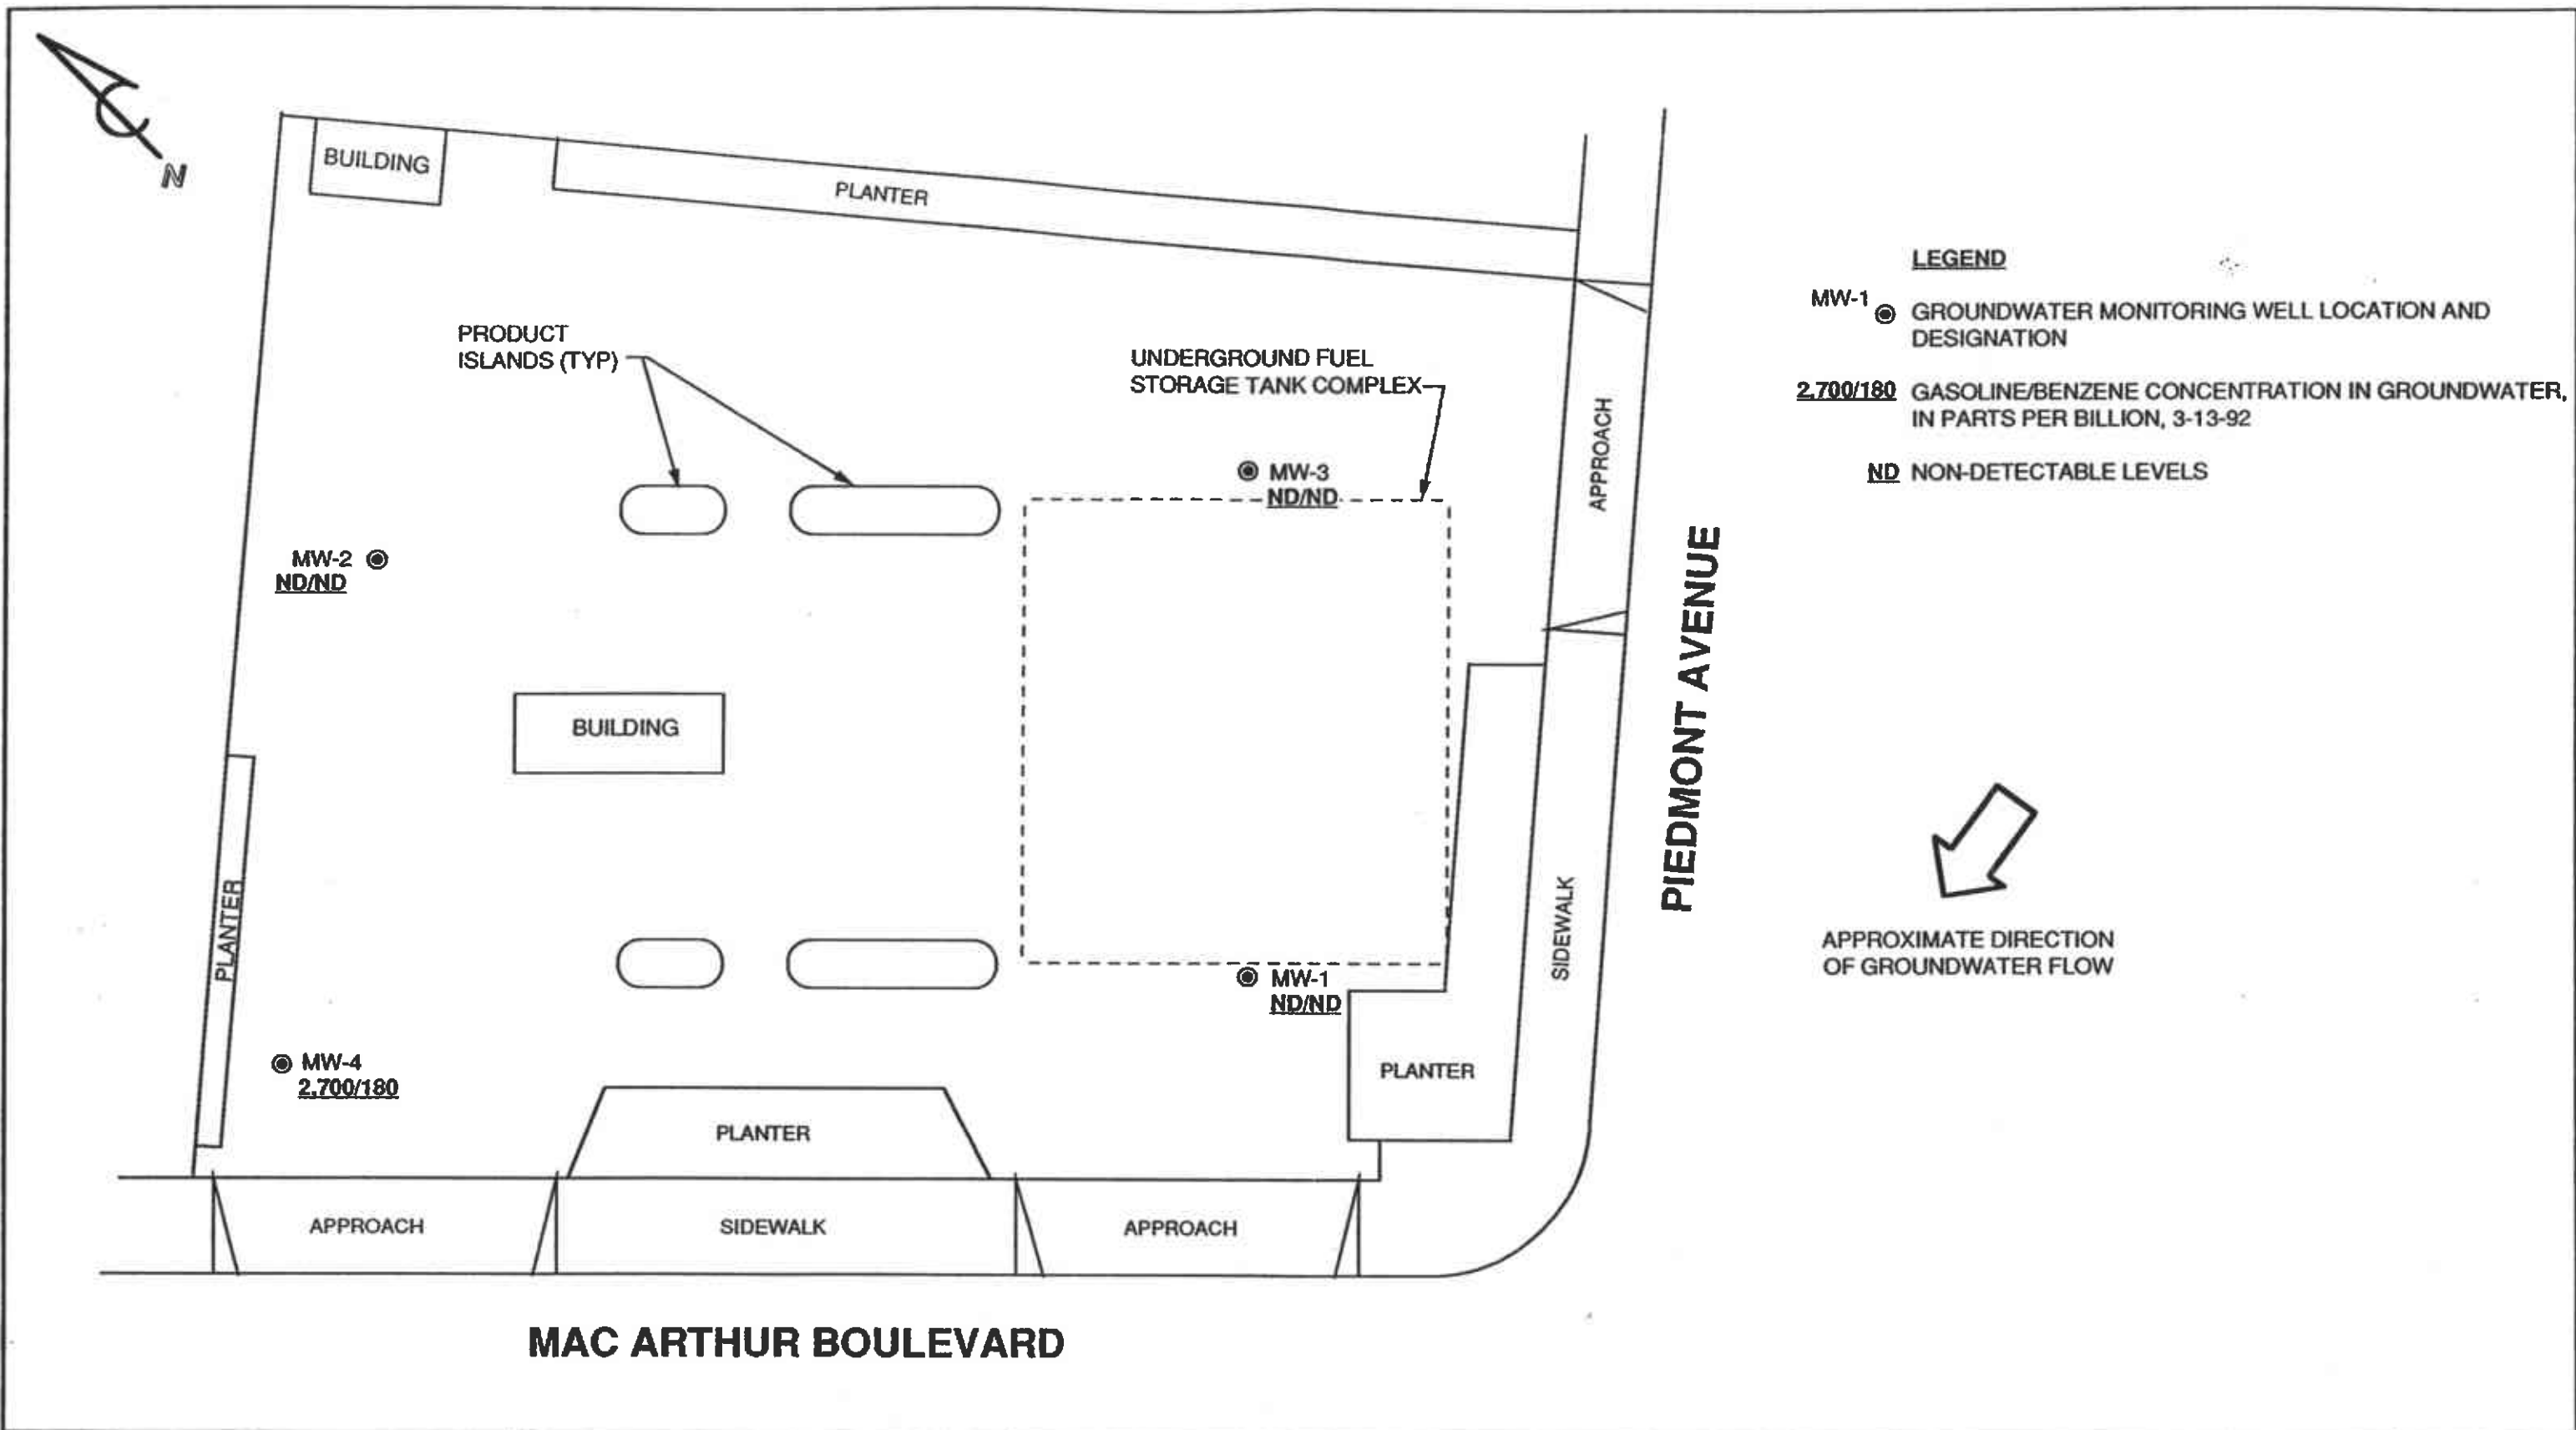 N
BUILDING
PLANTER
PRODUCT
ISLANDS (TYP)
UNDERGROUND FUEL
STORAGE TANK COMPLEX
MW-3
ND/ND
MW-2
ND/ND
BUILDING
PLANTER
MW-1
ND/ND
MW-4
2,700/180
PLANTER
PLANTER
APPROACH
SIDEWALK
APPROACH
APPROACH
SIDEWALK
PIEDMONT AVENUE
MAC ARTHUR BOULEVARD
LEGEND
MW-1 GROUNDWATER MONITORING WELL LOCATION AND
DESIGNATION
2,700/180 GASOLINE/BENZENE CONCENTRATION IN GROUNDWATER,
IN PARTS PER BILLION, 3-13-92
ND NON-DETECTABLE LEVELS
APPROXIMATE DIRECTION
OF GROUNDWATER FLOW